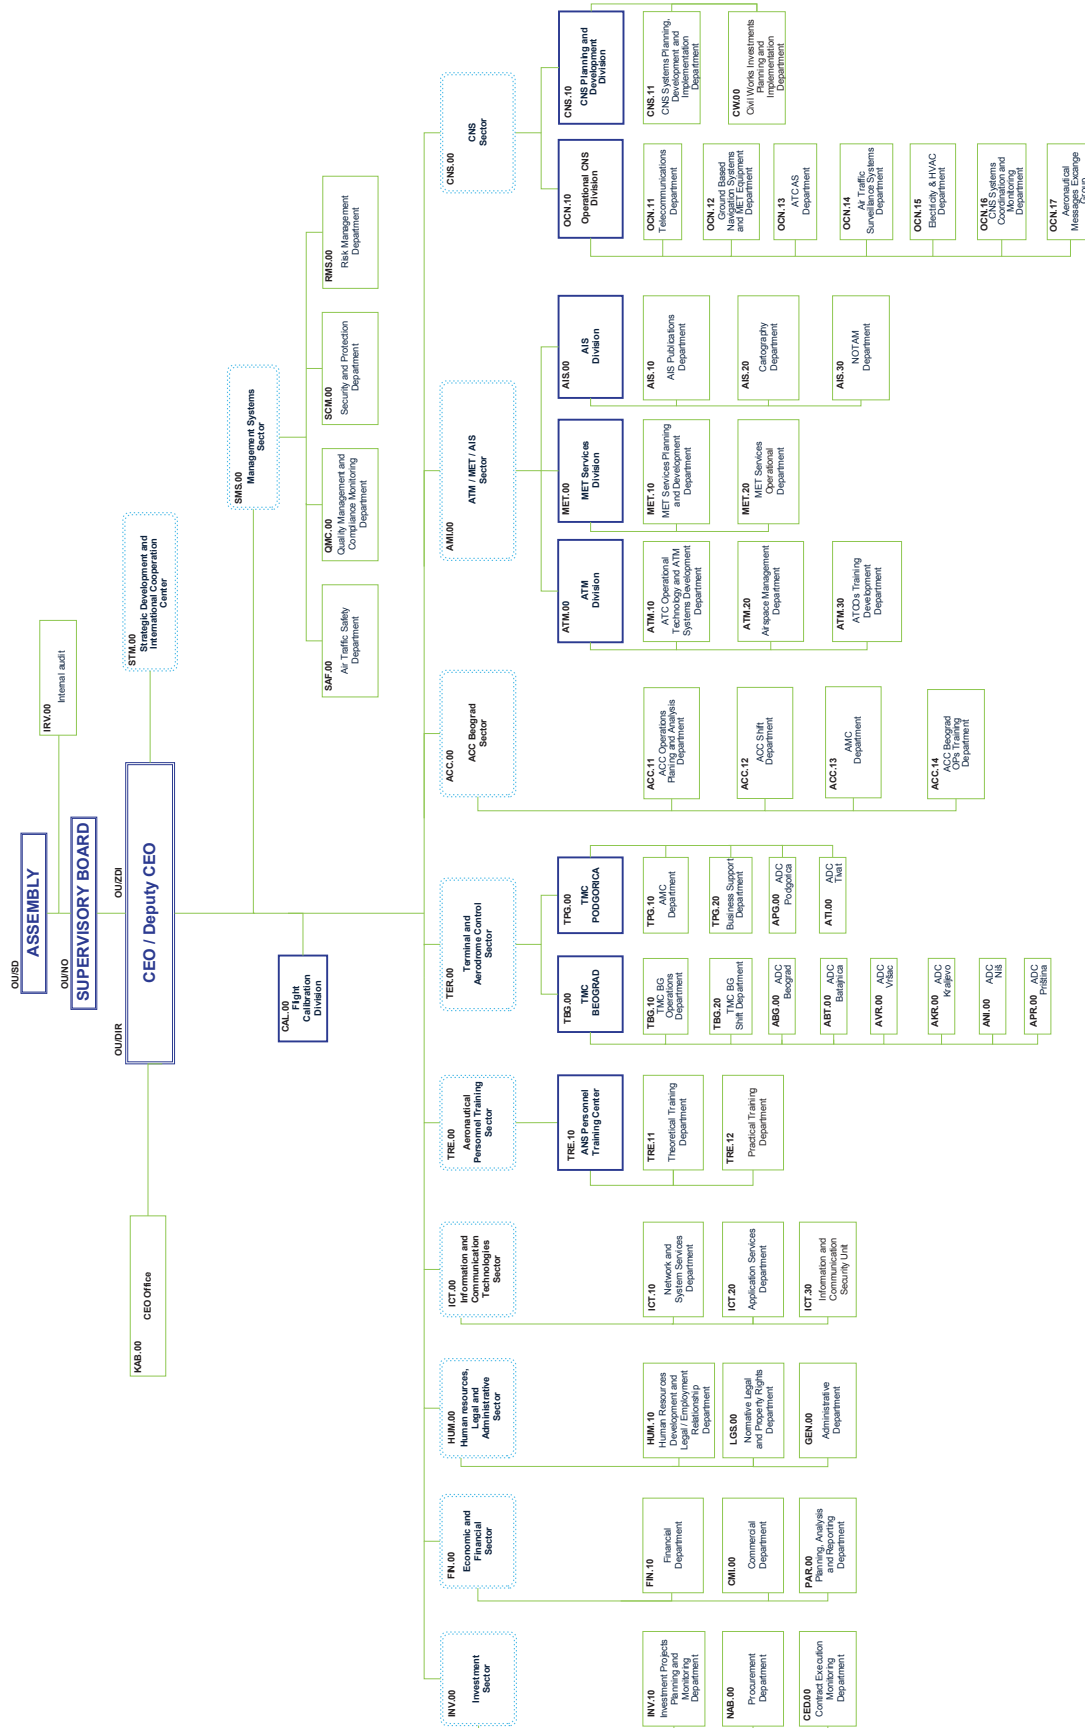 OU/SD
ASSEMBLY
IRV.00
Internal audit
OU/NO
SUPERVISORY BOARD
OU/DIR
OU/ZDI
CEO / Deputy CEO
KAB.00
CEO Office
STM.00
Strategic Development and
International Cooperation
Center
SMS.00
Management Systems
Sector
CAL.00
Flight
Calibration
Division
SAF.00
Air Traffic Safety
Department
QMC.00
Quality Management and
Compliance Monitoring
Department
SCM.00
Security and Protection
Department
RMS.00
Risk Management
Department
INV.00
Investment
Sector
INV.10
Investment Projects
Planning and
Monitoring
Department
NAB.00
Procurement
Department
CED.00
Contract Execution
Monitoring
Department
FIN.00
Economic and
Financial
Sector
FIN.10
Financial
Department
CMI.00
Commercial
Department
PAR.00
Planning, Analysis
and Reporting
Department
HUM.00
Human resources,
Legal and
Administrative
Sector
HUM.10
Human Resources
Development and
Legal / Employment
Relationship
Department
LGS.00
Normative Legal
and Property Rights
Department
GEN.00
Administrative
Department
ICT.00
Information and
Communication
Technologies
Sector
ICT.10
Network and
System Services
Department
ICT.20
Application Services
Department
ICT.30
Information and
Communication
Security Unit
TRE.00
Aeronautical
Personnel Training
Sector
TRE.10
ANS Personnel
Training Center
TRE.11
Theoretical Training
Department
TRE.12
Practical Training
Department
TER.00
Terminal and
Aerodrome Control
Sector
TBG.00
TMC
BEOGRAD
TBG.10
TMC BG
Operations
Department
TBG.20
TMC BG
Shift Department
ABG.00 ADC
Beograd
ABT.00 ADC
Batajnica
AVR.00 ADC
Vršac
AKR.00 ADC
Kraljevo
ANI.00 ADC
Niš
APR.00 ADC
Priština
TPG.00
TMC
PODGORICA
TPG.10
AMC
Department
TPG.20
Business Support
Department
APG.00 ADC
Podgorica
ATI.00 ADC
Tivat
ACC.00
ACC Beograd
Sector
ACC.11
ACC Operations
Planing and Analysis
Department
ACC.12
ACC Shift
Department
ACC.13
AMC
Department
ACC.14
ACC Beograd
OPs Training
Department
AMI.00
ATM / MET / AIS
Sector
ATM.00
ATM
Division
ATM.10
ATC Operational
Technology and ATM
Systems Development
Department
ATM.20
Airspace Management
Department
ATM.30
ATCOs Training
Development
Department
MET.00
MET Services
Division
MET.10
MET Services Planning
and Development
Department
MET.20
MET Services
Operational
Department
AIS.00
AIS
Division
AIS.10
AIS Publications
Department
AIS.20
Cartography
Department
AIS.30
NOTAM
Department
CNS.00
CNS
Sector
OCN.10
Operational CNS
Division
OCN.11
Telecommunications
Department
OCN.12
Ground Based
Navigation Systems
and MET Equipment
Department
OCN.13
ATCAS
Department
OCN.14
Air Traffic
Surveillance Systems
Department
OCN.15
Electricity & HVAC
Department
OCN.16
CNS Systems
Coordination and
Monitoring
Department
OCN.17
Aeronautical
Messages Excange
Group
CNS.10
CNS Planning and
Development
Division
CNS.11
CNS Systems Planning,
Development and
Implementation
Department
CW.00
Civil Works Investments
Planning and
Implementation
Department